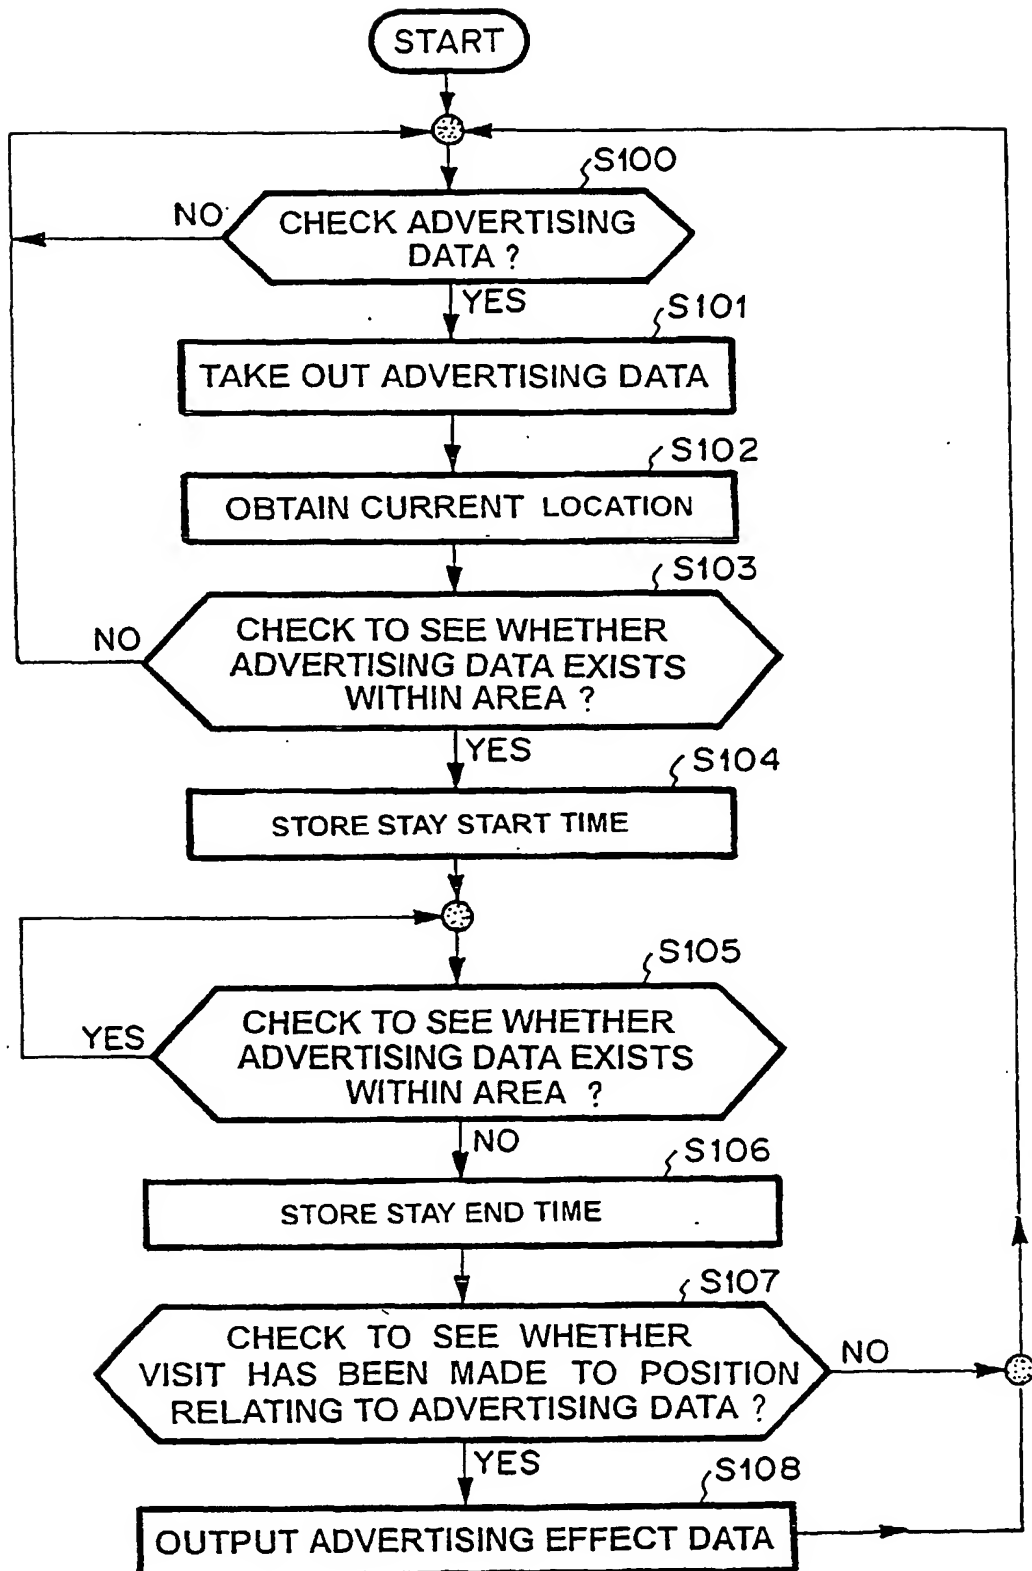 START
S100
NO
CHECK ADVERTISING
DATA ?
YES
S101
TAKE OUT ADVERTISING DATA
S102
OBTAIN CURRENT LOCATION
S103
NO
CHECK TO SEE WHETHER
ADVERTISING DATA EXISTS
WITHIN AREA ?
YES
S104
STORE STAY START TIME
S105
YES
CHECK TO SEE WHETHER
ADVERTISING DATA EXISTS
WITHIN AREA ?
NO
S106
STORE STAY END TIME
S107
CHECK TO SEE WHETHER
VISIT HAS BEEN MADE TO POSITION
RELATING TO ADVERTISING DATA ?
NO
YES
S108
OUTPUT ADVERTISING EFFECT DATA